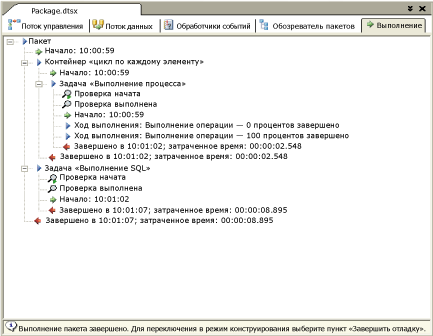 Package.dtsx
Поток управления
Поток данных
Обработчики событий
Обозреватель пакетов
Выполнение
Пакет
Начало: 10:00:59
Контейнер «цикл по каждому элементу»
Начало: 10:00:59
Задача «Выполнение процесса»
Проверка начата
Проверка выполнена
Начало: 10:00:59
Ход выполнения: Выполнение операции — 0 процентов завершено
Ход выполнения: Выполнение операции — 100 процентов завершено
Завершено в 10:01:02; затраченное время: 00:00:02.548
Завершено в 10:01:02; затраченное время: 00:00:02.548
Задача «Выполнение SQL»
Проверка начата
Проверка выполнена
Начало: 10:01:02
Завершено в 10:01:07; затраченное время: 00:00:08.895
Завершено в 10:01:07; затраченное время: 00:00:08.895
Выполнение пакета завершено. Для переключения в режим конструирования выберите пункт «Завершить отладку».